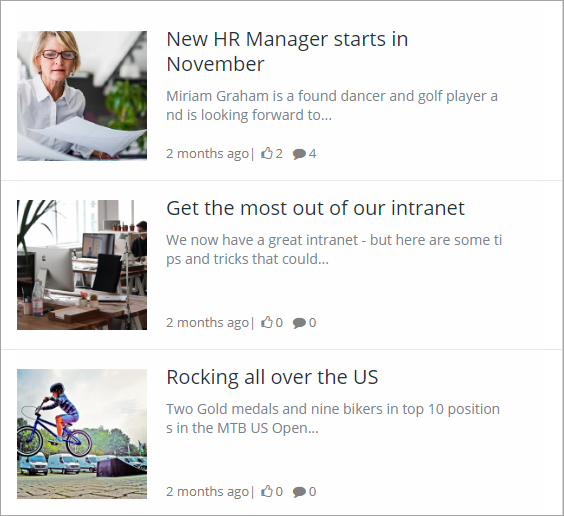 New HR Manager starts in
November
Miriam Graham is a found dancer and golf player a
nd is looking forward to...
2 months ago| 2 4
Get the most out of our intranet
We now have a great intranet - but here are some ti
ps and tricks that could...
2 months ago| 0 0
Rocking all over the US
Two Gold medals and nine bikers in top 10 position
s in the MTB US Open...
2 months ago| 0 0